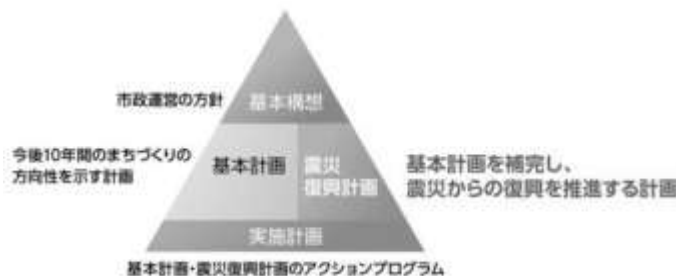 基本構想
市政運営の方針
今後10年間のまちづくりの
方向性を示す計画
基本計画
震災
復興計画
基本計画を補完し、
震災からの復興を推進する計画
実施計画
基本計画・震災復興計画のアクションプログラム